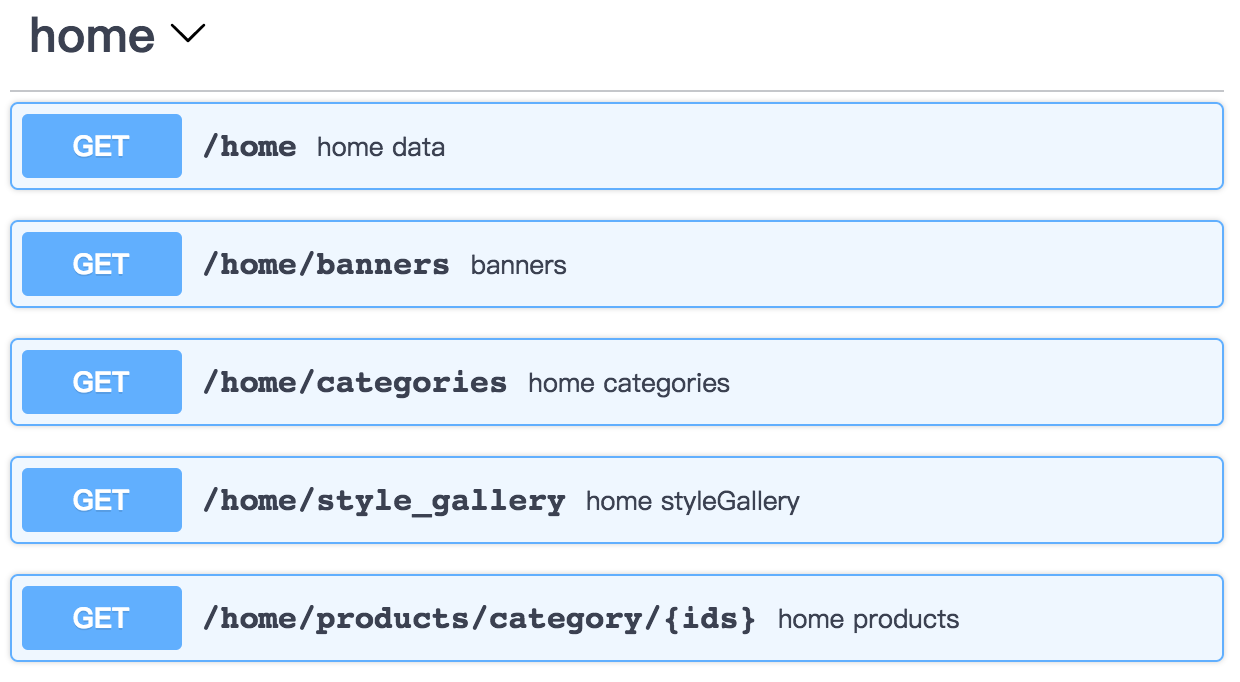 home
GET /home home data
GET /home/banners banners
GET /home/categories home categories
GET /home/style_gallery home styleGallery
GET /home/products/category/{ids} home products